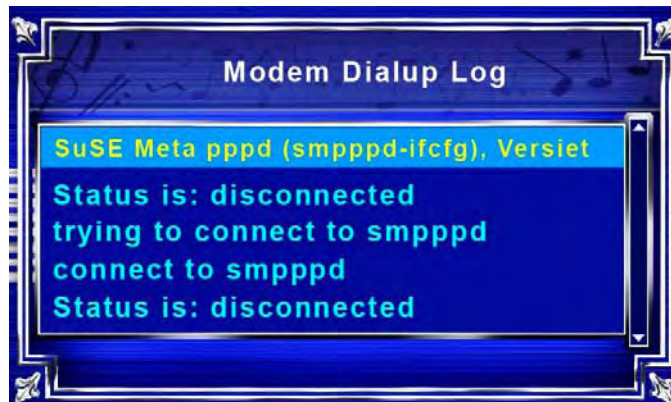 Modem Dialup Log
SuSE Meta pppd (smpppd-ifcfg), Versiet
Status is: disconnected
trying to connect to smpppd
connect to smpppd
Status is: disconnected